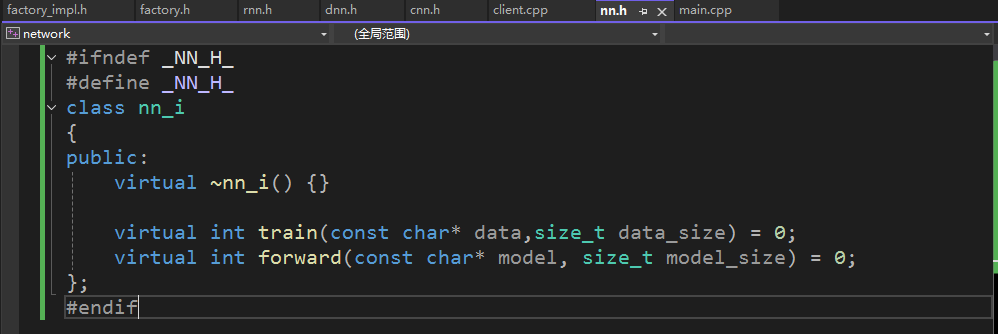 factory_impl.h factory.h rnn.h dnn.h cnn.h client.cpp nn.h main.cpp
network (全局范围)
#ifndef _NN_H_
#define _NN_H_
class nn_i
{
public:
    virtual ~nn_i() {}
    virtual int train(const char* data,size_t data_size) = 0;
    virtual int forward(const char* model, size_t model_size) = 0;
};
#endif